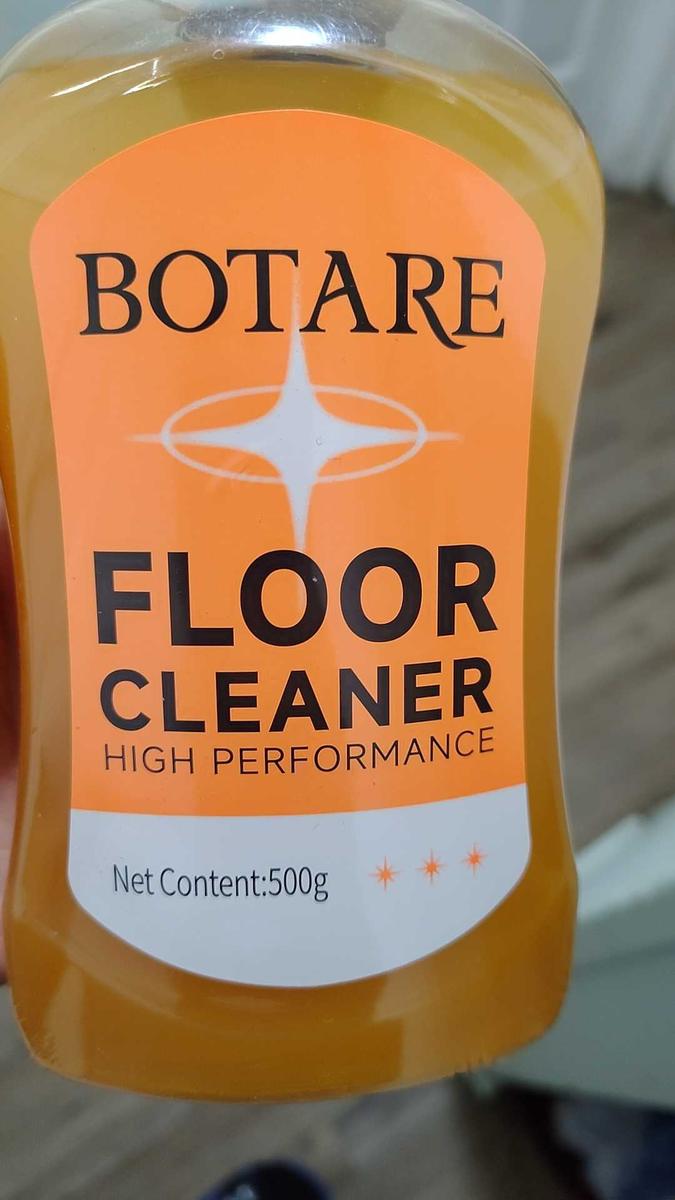 BOTARE
FLOOR
CLEANER
HIGH PERFORMANCE
Net Content:500g